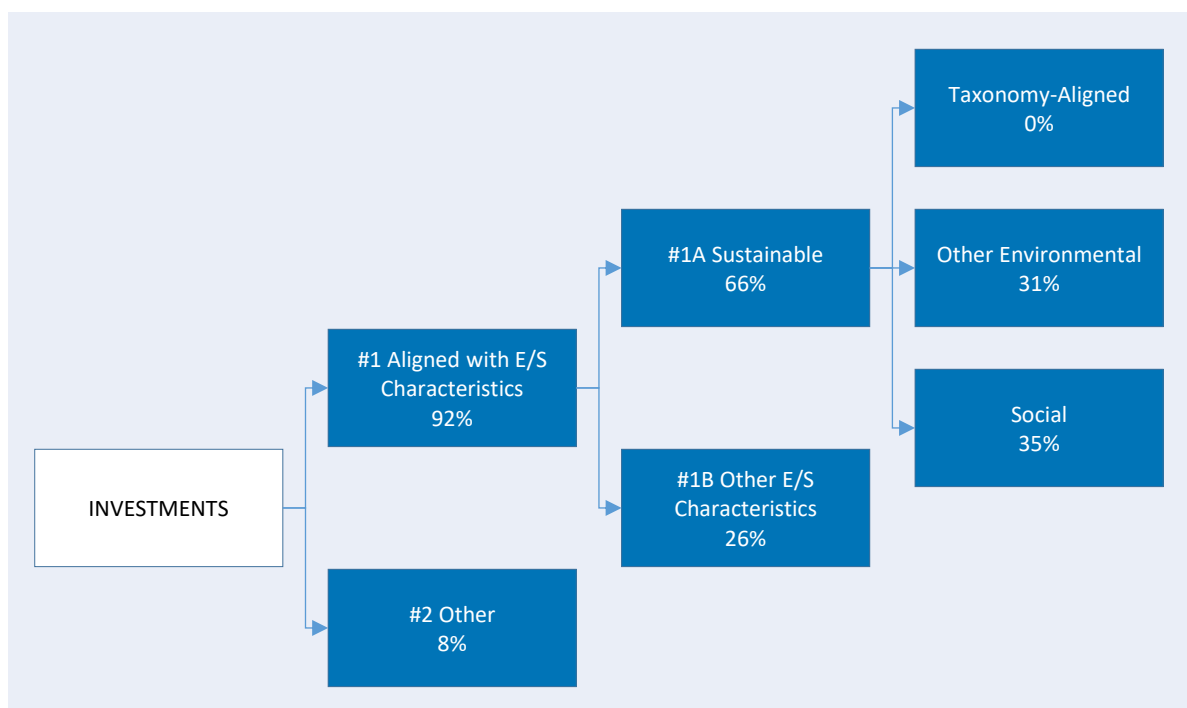 INVESTMENTS
#1 Aligned with E/S
Characteristics
92%
#2 Other
8%
#1A Sustainable
66%
#1B Other E/S
Characteristics
26%
Taxonomy-Aligned
0%
Other Environmental
31%
Social
35%